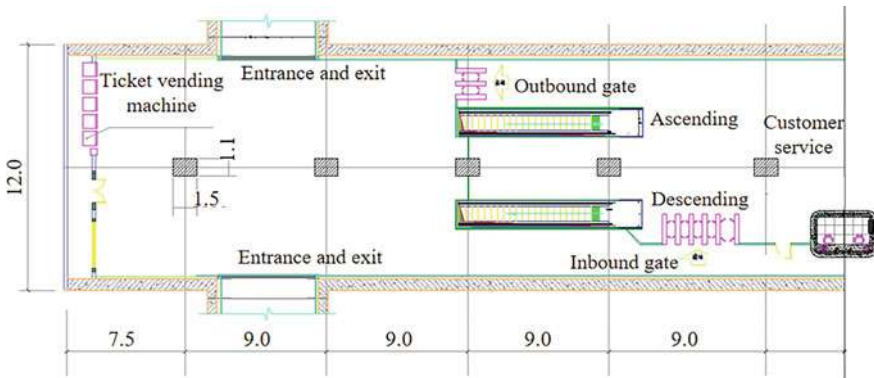 Entrance and exit
Ticket vending
machine
Outbound gate
Ascending
Customer
service
12.0
1.1
1.5
Descending
Entrance and exit
Inbound gate
7.5
9.0
9.0
9.0
9.0